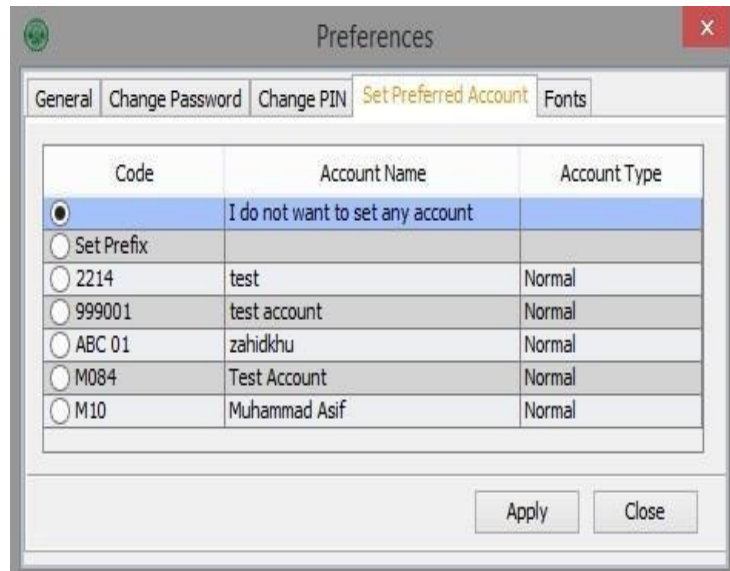 Preferences
x
General Change Password Change PIN Set Preferred Account Fonts
Code Account Name Account Type
I do not want to set any account
Set Prefix
2214 test Normal
999001 test account Normal
ABC 01 zahidkhu Normal
M084 Test Account Normal
M10 Muhammad Asif Normal
Apply Close